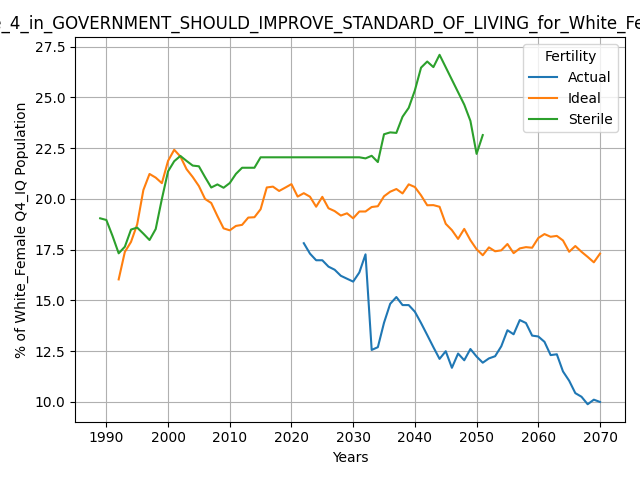 _4_in_GOVERNMENT_SHOULD_IMPROVE_STANDARD_OF_LIVING_for_White_Fe
27.5
25.0
22.5
20.0
17.5
15.0
12.5
10.0
% of White_Female Q4_IQ Population
Fertility
Actual
Ideal
Sterile
1990 2000 2010 2020 2030 2040 2050 2060 2070
Years